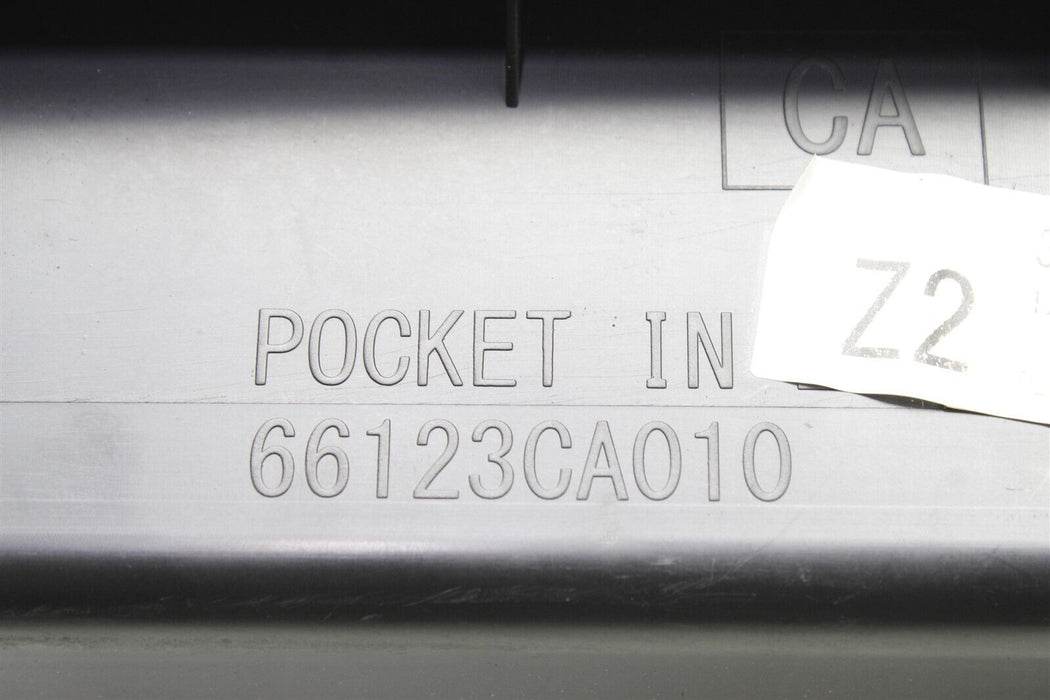 CA
Z2
POCKET IN
66123CA010